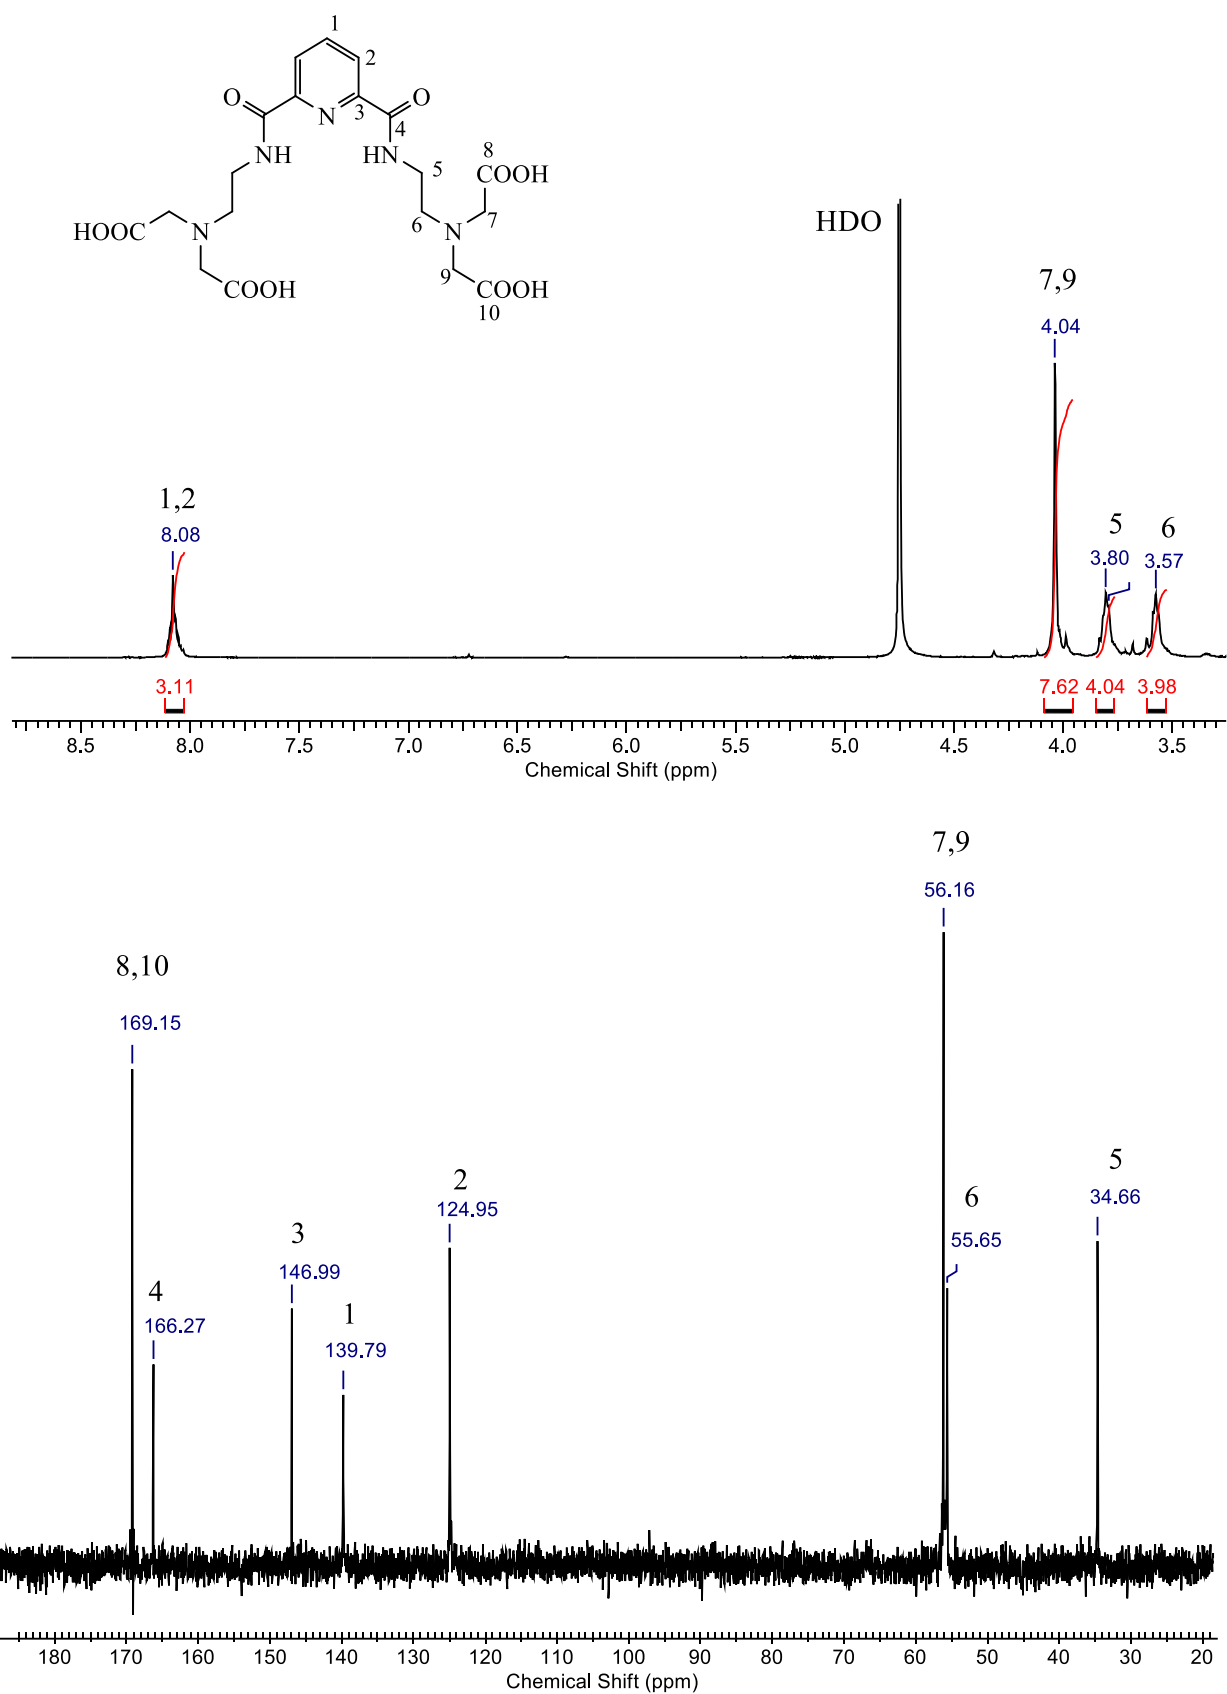 1
2
O
N
3
O
4
NH
HN
5
8
COOH
6
N
7
HOOC
N
9
COOH
COOH
10
HDO
7,9
4.04
1,2
8.08
5
3.80
6
3.57
3.11
7.62
4.04
3.98
8.5 8.0 7.5 7.0 6.5 6.0 5.5 5.0 4.5 4.0 3.5
Chemical Shift (ppm)
7,9
56.16
8,10
169.15
5
34.66
2
124.95
6
55.65
3
146.99
4
166.27
1
139.79
180 170 160 150 140 130 120 110 100 90 80 70 60 50 40 30 20
Chemical Shift (ppm)